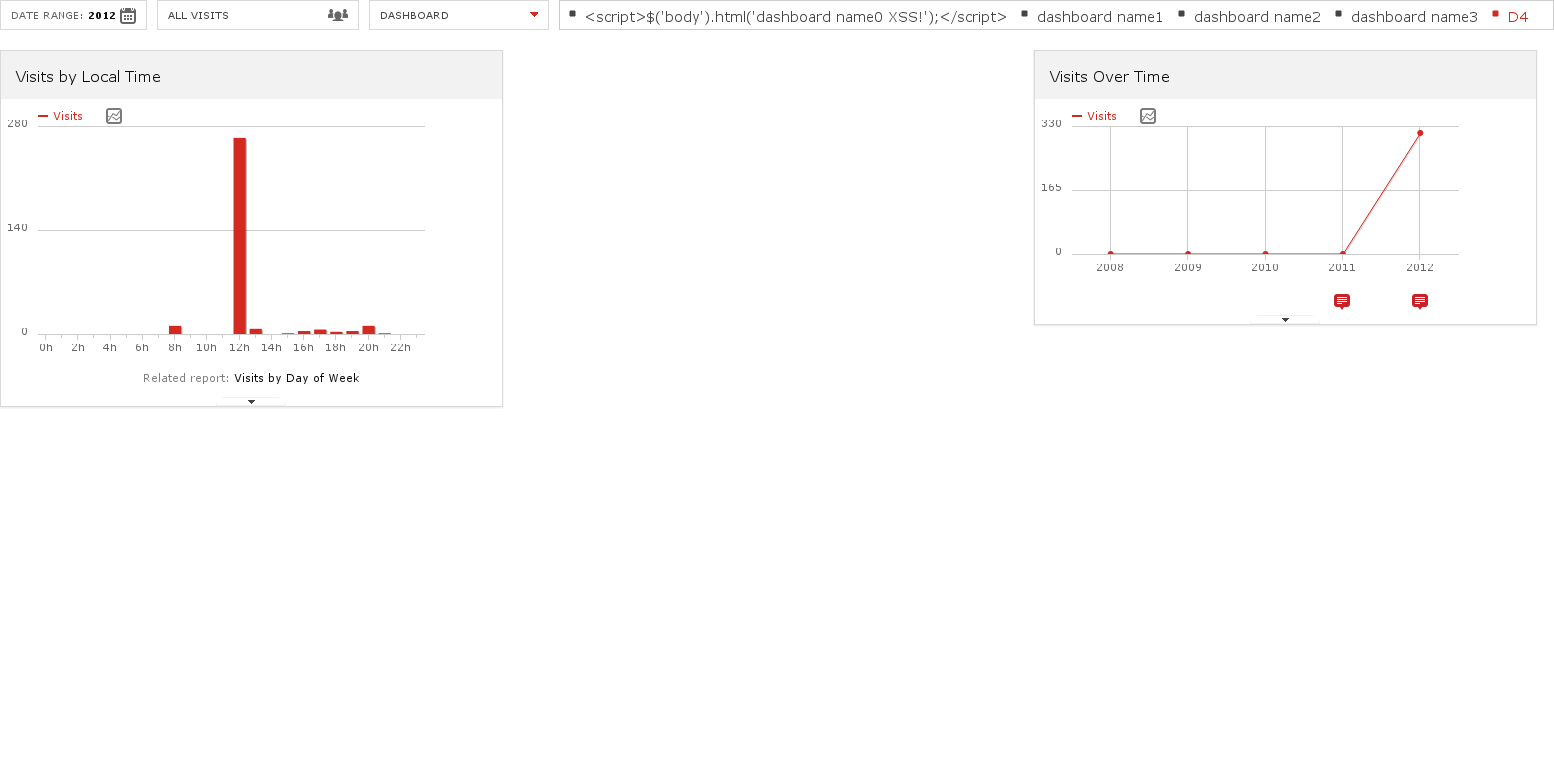 DATE RANGE: 2012 ALL VISITS DASHBOARD <script>$('body').html('dashboard name0 XSS!');</script> dashboard name1 dashboard name2 dashboard name3 D4
Visits by Local Time
Visits
280
140
0
0h 2h 4h 6h 8h 10h 12h 14h 16h 18h 20h 22h
Related report: Visits by Day of Week
Visits Over Time
Visits
330
165
0
2008 2009 2010 2011 2012